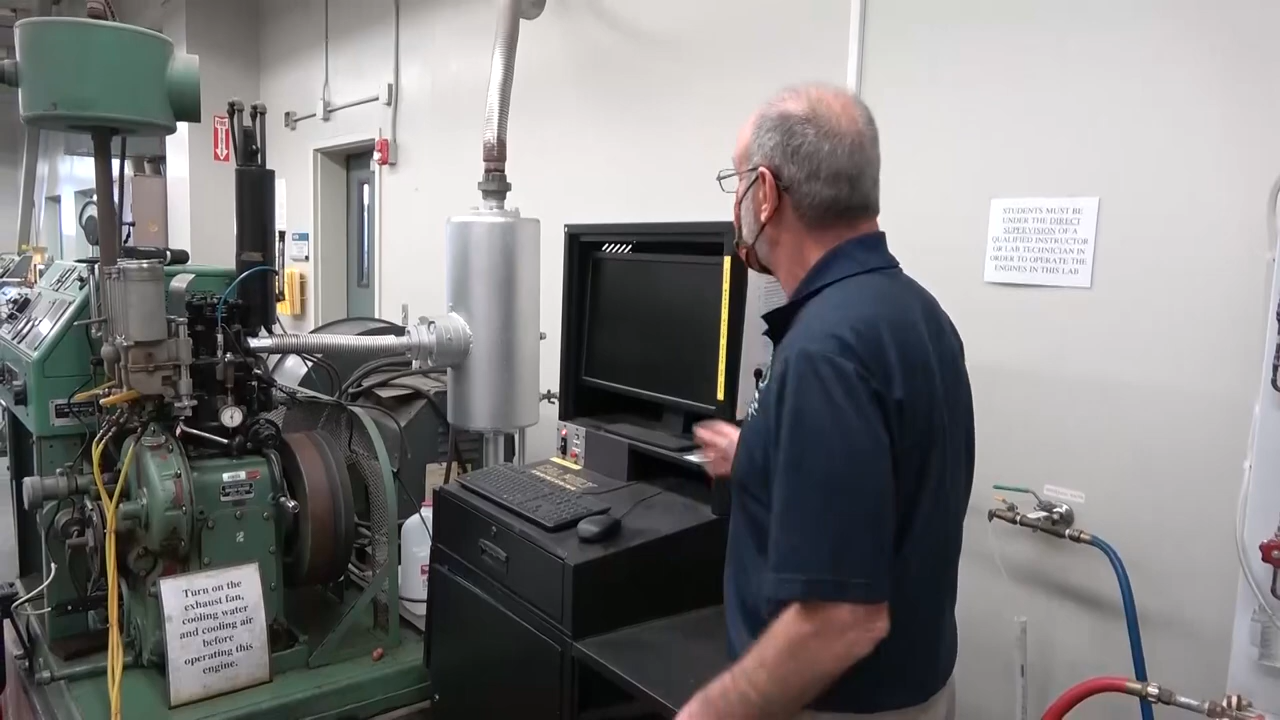 FIRE
STUDENTS MUST BE
UNDER THE DIRECT
SUPERVISION OF A
QUALIFIED INSTRUCTOR
OR LAB TECHNICIAN IN
ORDER TO OPERATE THE
ENGINES IN THIS LAB
2
Turn on the
exhaust fan,
cooling water
and cooling air
before
operating this
engine.